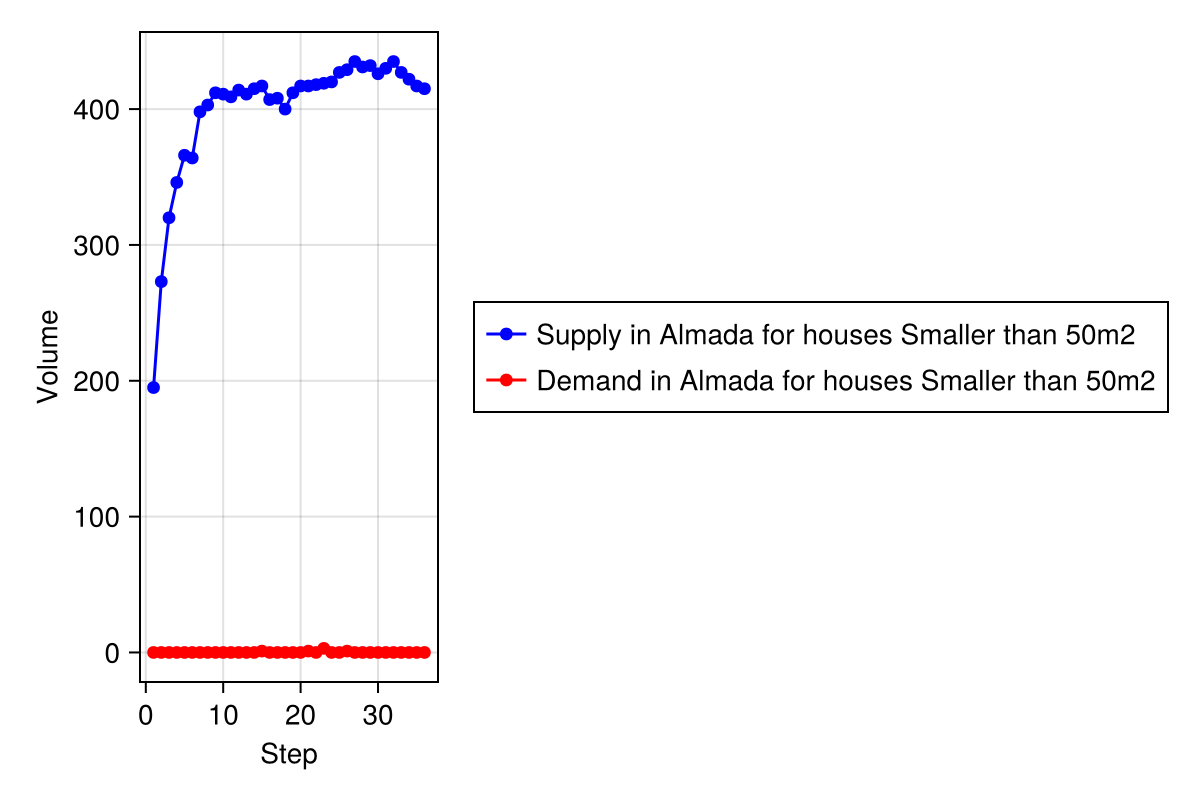 400
300
200
100
0
Volume
0 10 20 30
Step
Supply in Almada for houses Smaller than 50m2
Demand in Almada for houses Smaller than 50m2